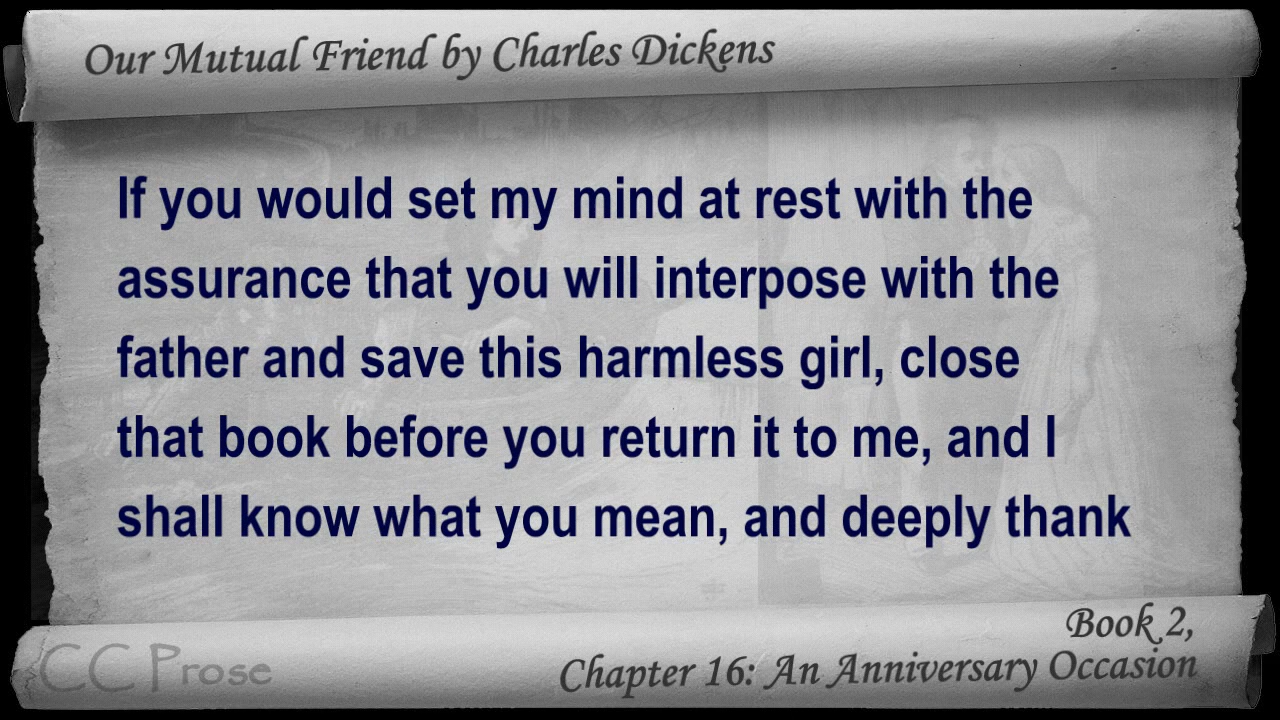 Our Mutual Friend by Charles Dickens
If you would set my mind at rest with the
assurance that you will interpose with the
father and save this harmless girl, close
that book before you return it to me, and I
shall know what you mean, and deeply thank
Book 2,
CC Prose
Chapter 16: An Anniversary Occasion